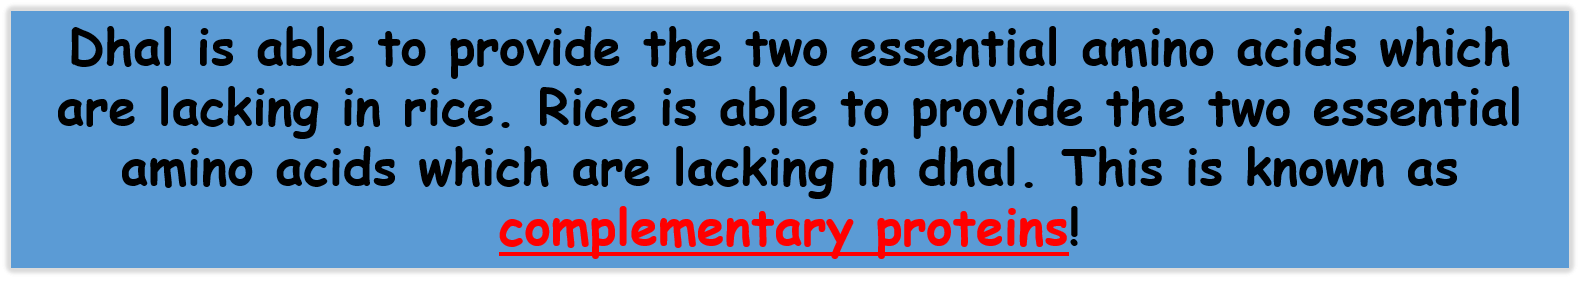 Dhal is able to provide the two essential amino acids which
are lacking in rice. Rice is able to provide the two essential
amino acids which are lacking in dhal. This is known as
complementary proteins!